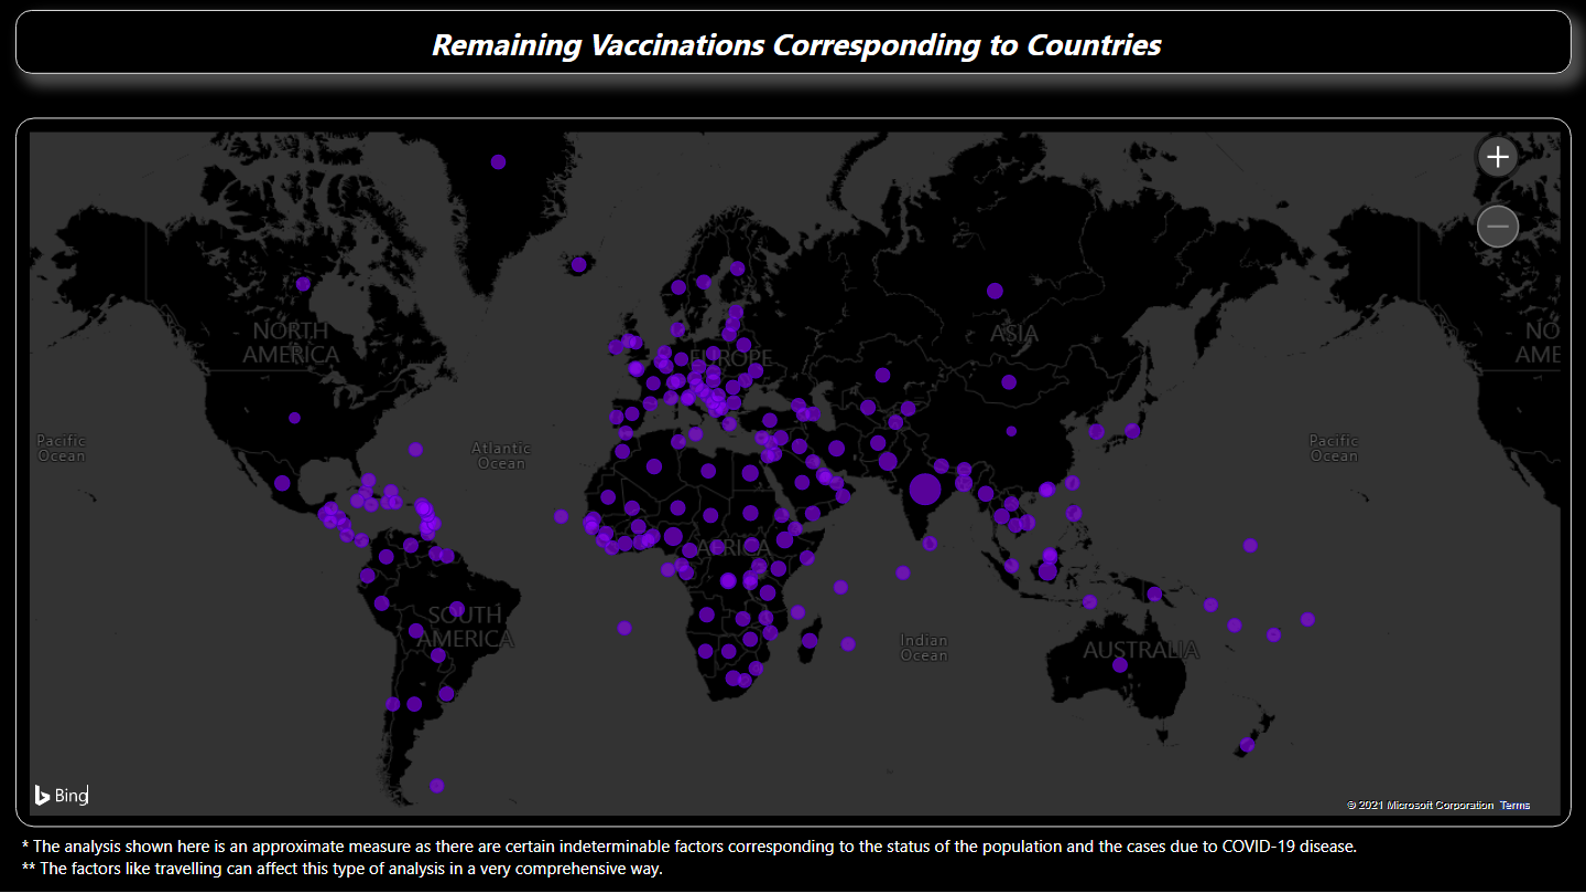 Remaining Vaccinations Corresponding to Countries
+
−
NORTH
AMERICA
EUROPE
ASIA
NO
AME
Pacific
Ocean
Atlantic
Ocean
Pacific
Ocean
AFRICA
SOUTH
AMERICA
Indian
Ocean
AUSTRALIA
Bing
© 2021 Microsoft Corporation Terms
* The analysis shown here is an approximate measure as there are certain indeterminable factors corresponding to the status of the population and the cases due to COVID-19 disease.
** The factors like travelling can affect this type of analysis in a very comprehensive way.